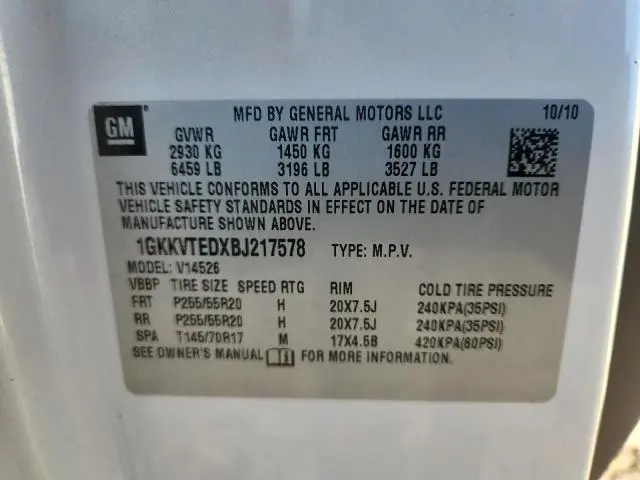 GM
MFD BY GENERAL MOTORS LLC 10/10
GVWR GAWR FRT GAWR RR
2930 KG 1450 KG 1600 KG
6459 LB 3196 LB 3527 LB
THIS VEHICLE CONFORMS TO ALL APPLICABLE U.S. FEDERAL MOTOR
VEHICLE SAFETY STANDARDS IN EFFECT ON THE DATE OF
MANUFACTURE SHOWN ABOVE.
1GKKVTEDXBJ217578 TYPE: M.P.V.
MODEL: V14526
VBBP TIRE SIZE SPEED RTG RIM COLD TIRE PRESSURE
FRT P255/55R20 H 20X7.5J 240KPA(35PSI)
RR P255/55R20 H 20X7.5J 240KPA(35PSI)
SPA T145/70R17 M 17X4.5B 420KPA(60PSI)
SEE OWNER'S MANUAL FOR MORE INFORMATION.